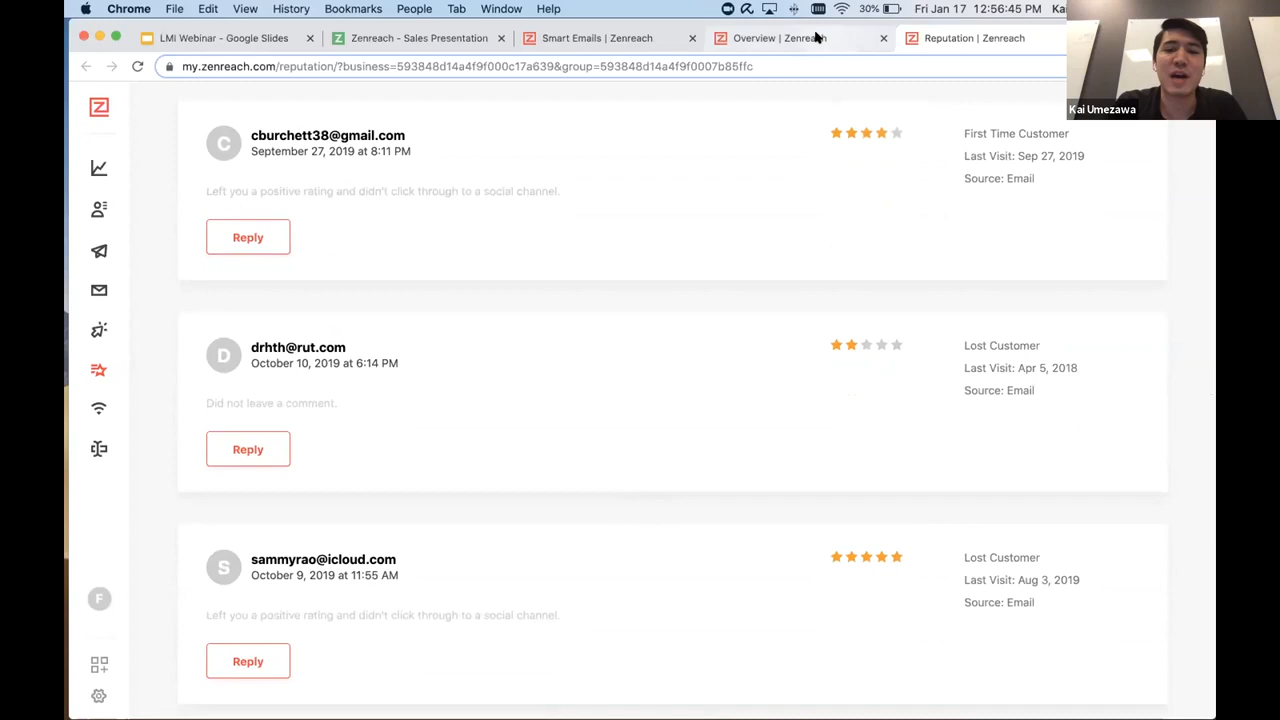 Chrome File Edit View History Bookmarks People Tab Window Help 30% Fri Jan 17 12:56:45 PM Kai
LMI Webinar - Google Slides Zenreach - Sales Presentation Smart Emails | Zenreach Overview | Zenreach Reputation | Zenreach
my.zenreach.com/reputation/?business=593848d14a4f9f000c17a639&group=593848d14a4f9f0007b85ffc
Kai Umezawa
Z
C
cburchett38@gmail.com
September 27, 2019 at 8:11 PM
First Time Customer
Last Visit: Sep 27, 2019
Source: Email
Left you a positive rating and didn't click through to a social channel.
Reply
D
drhth@rut.com
October 10, 2019 at 6:14 PM
Lost Customer
Last Visit: Apr 5, 2018
Source: Email
Did not leave a comment.
Reply
S
sammyrao@icloud.com
October 9, 2019 at 11:55 AM
Lost Customer
Last Visit: Aug 3, 2019
Source: Email
Left you a positive rating and didn't click through to a social channel.
Reply
F